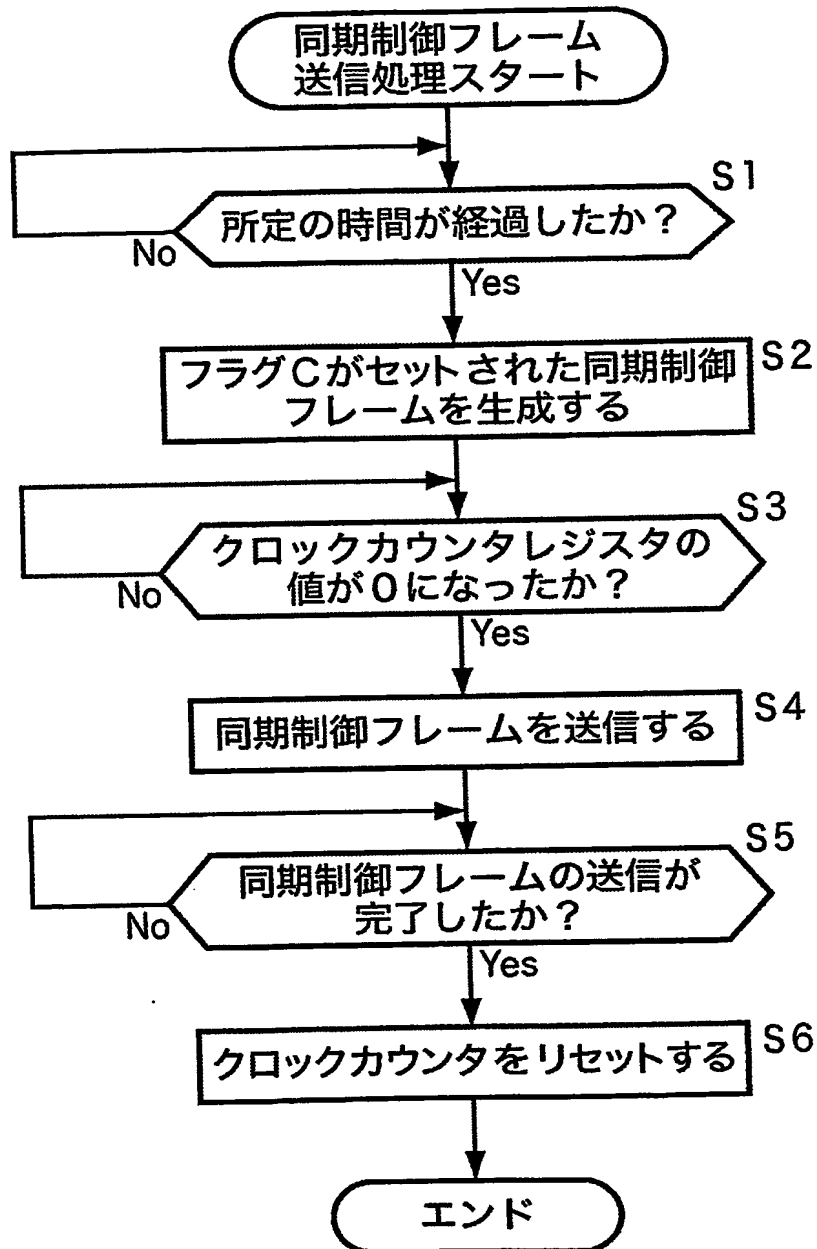 同期制御フレーム
送信処理スタート
S1
所定の時間が経過したか?
No
Yes
S2
フラグCがセットされた同期制御
フレームを生成する
S3
クロックカウンタレジスタの
値が0になったか?
No
Yes
S4
同期制御フレームを送信する
S5
同期制御フレームの送信が
完了したか?
No
Yes
S6
クロックカウンタをリセットする
エンド